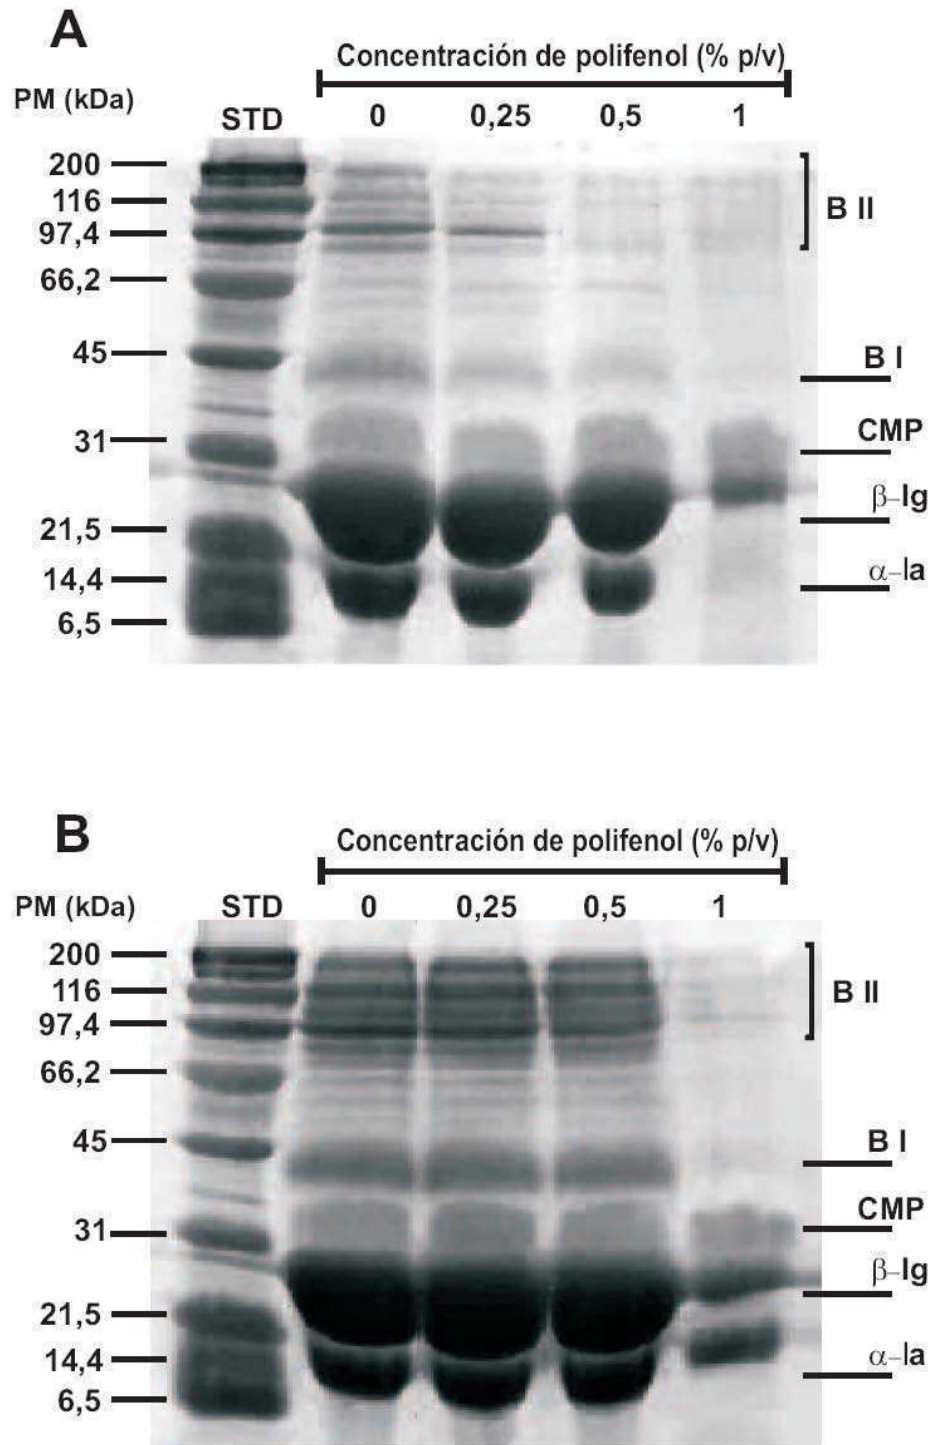 A
Concentración de polifenol (% p/v)
PM (kDa)
STD 0 0,25 0,5 1
200
116
B II
97,4
66,2
45
B I
31
CMP
β-lg
21,5
α-la
14,4
6,5
B
Concentración de polifenol (% p/v)
PM (kDa) STD 0 0,25 0,5 1
200
116
B II
97,4
66,2
45
B I
CMP
31
β-lg
21,5
14,4
α-la
6,5